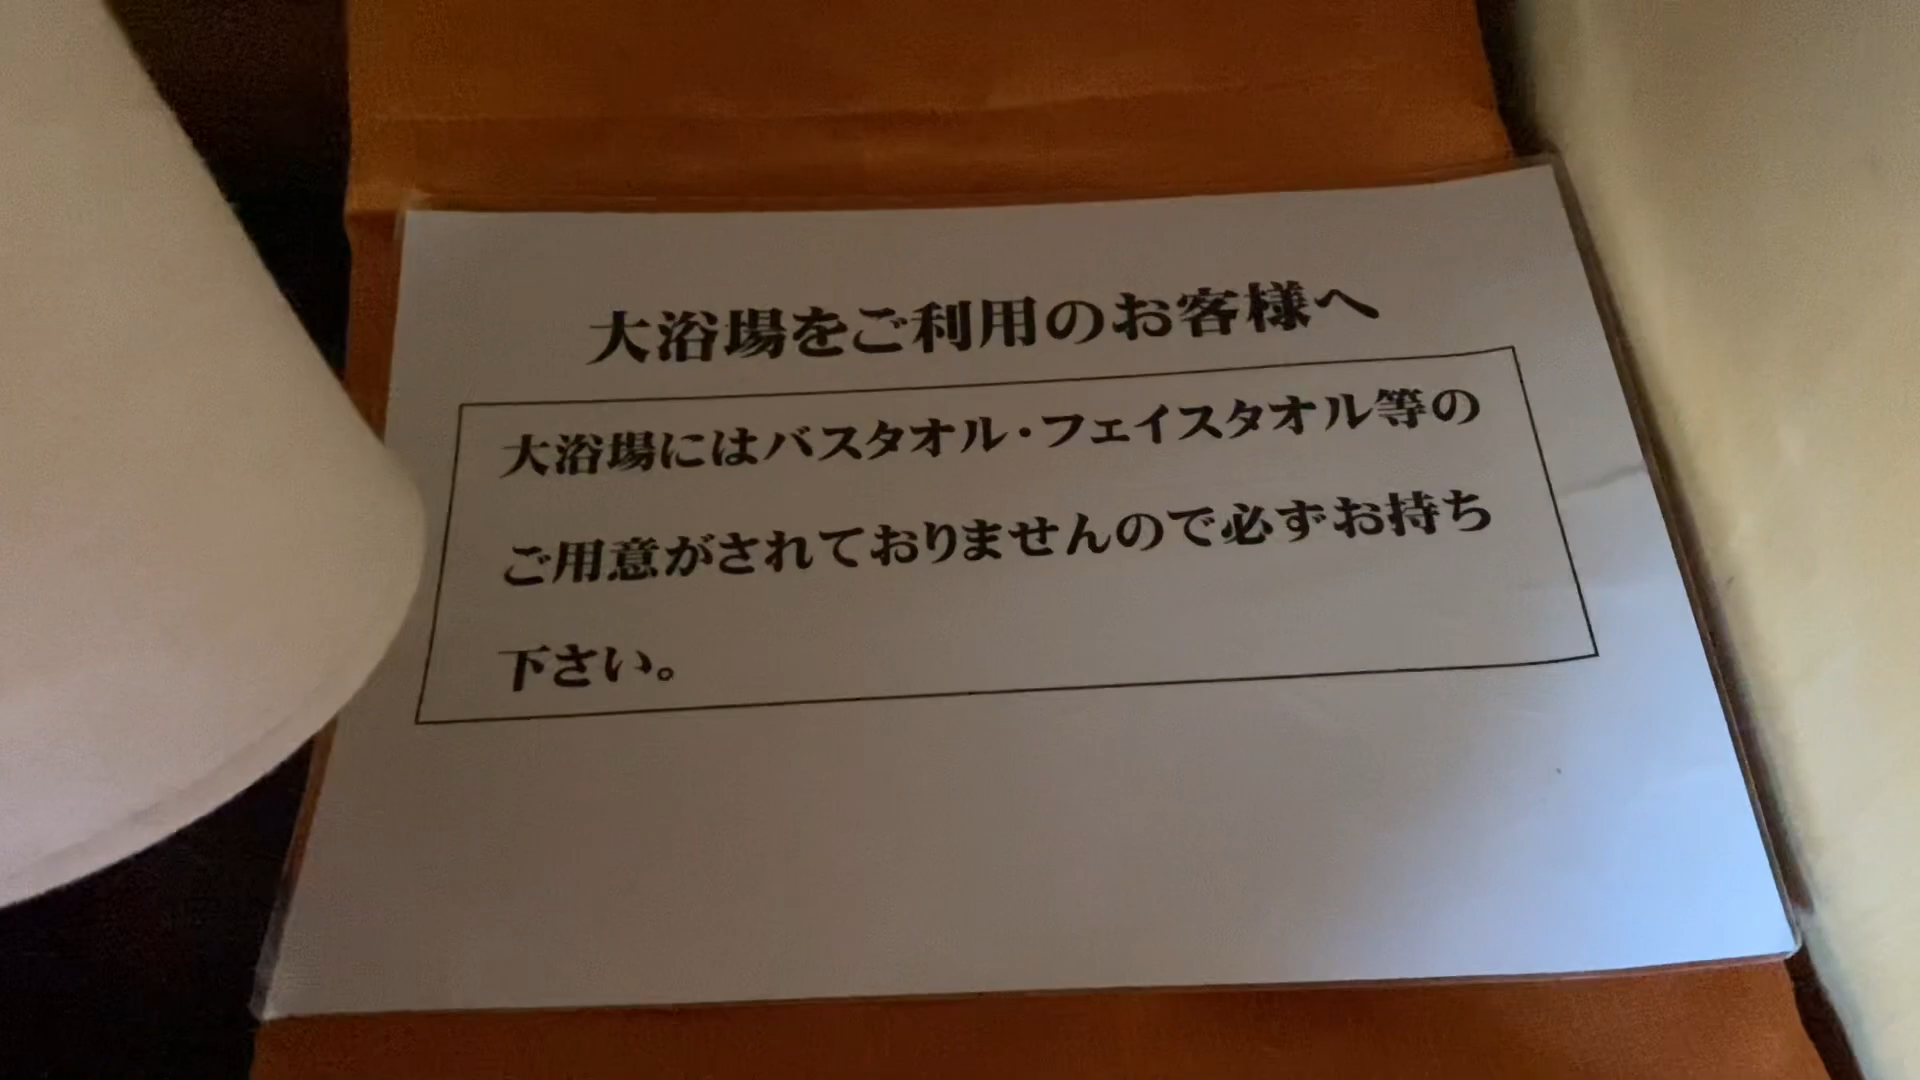 大浴場をご利用のお客様へ
大浴場にはバスタオル・フェイスタオル等の
ご用意がされておりませんので必ずお持ち
下さい。